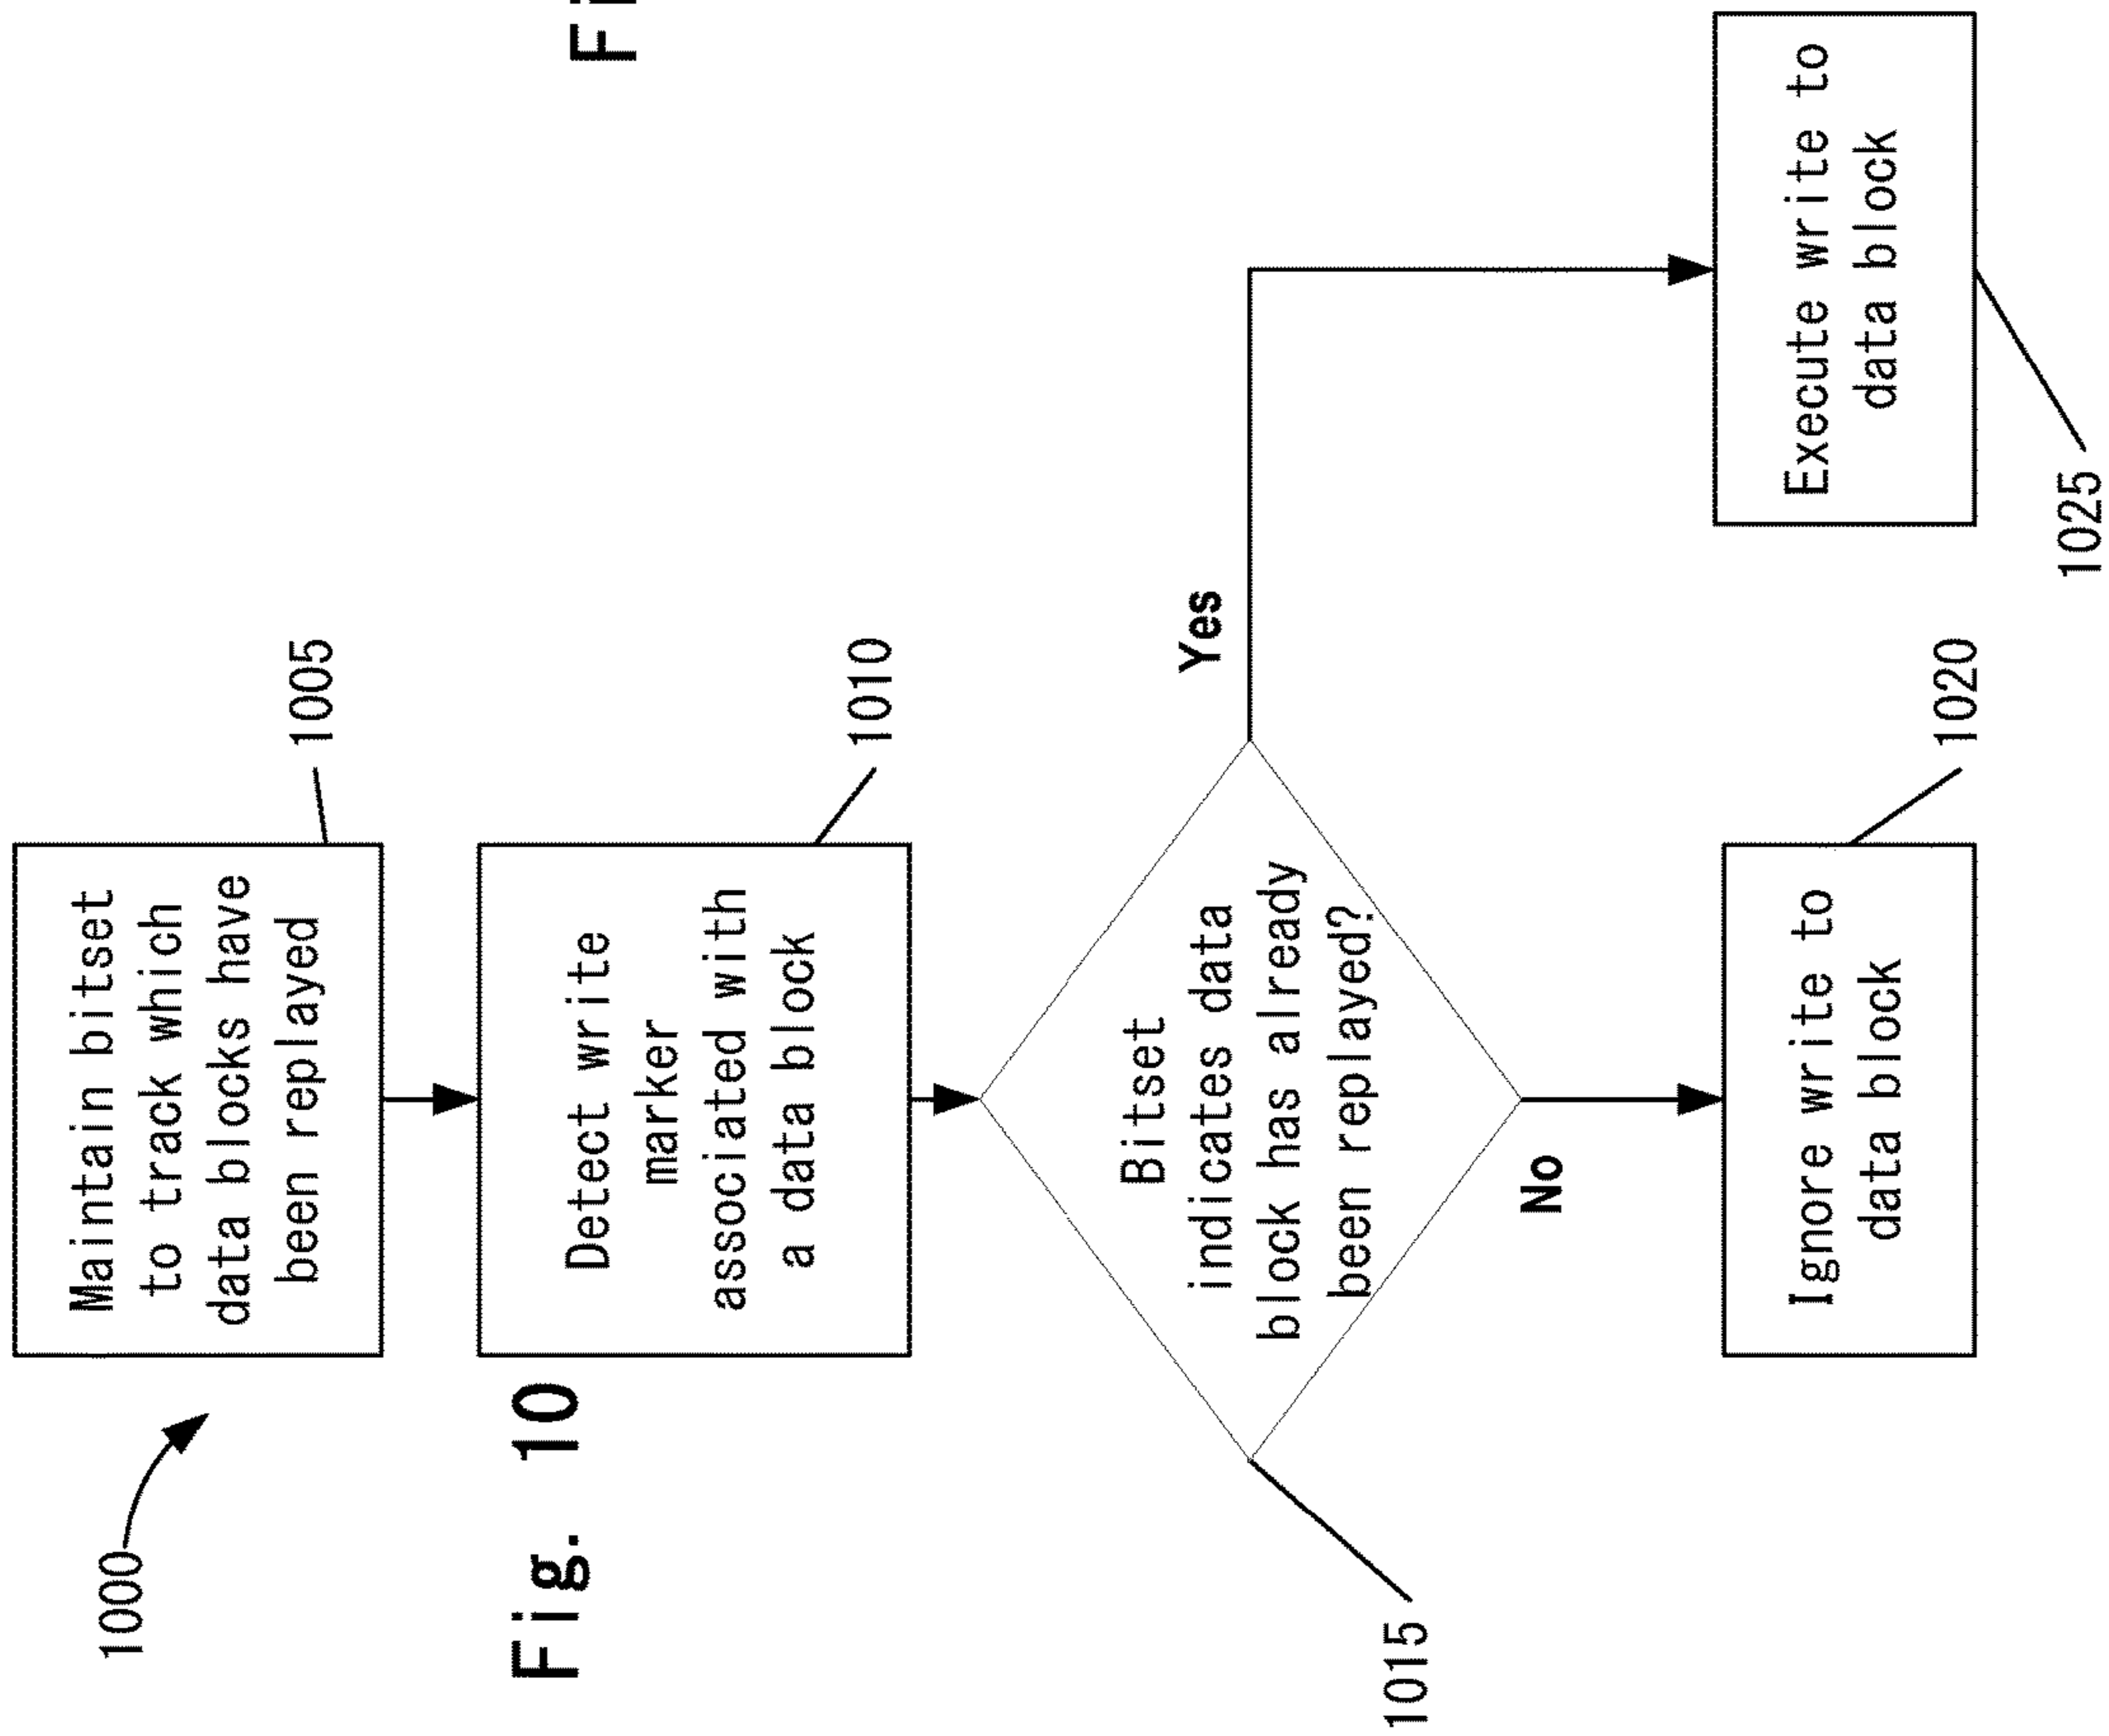 1000
Maintain bitset
to track which
data blocks have
been replayed
1005
Fig. 10
Detect write
marker
associated with
a data block
1010
Bitset
indicates data
block has already
been replayed?
1015
Yes
No
Ignore write to
data block
1020
Execute write to
data block
1025